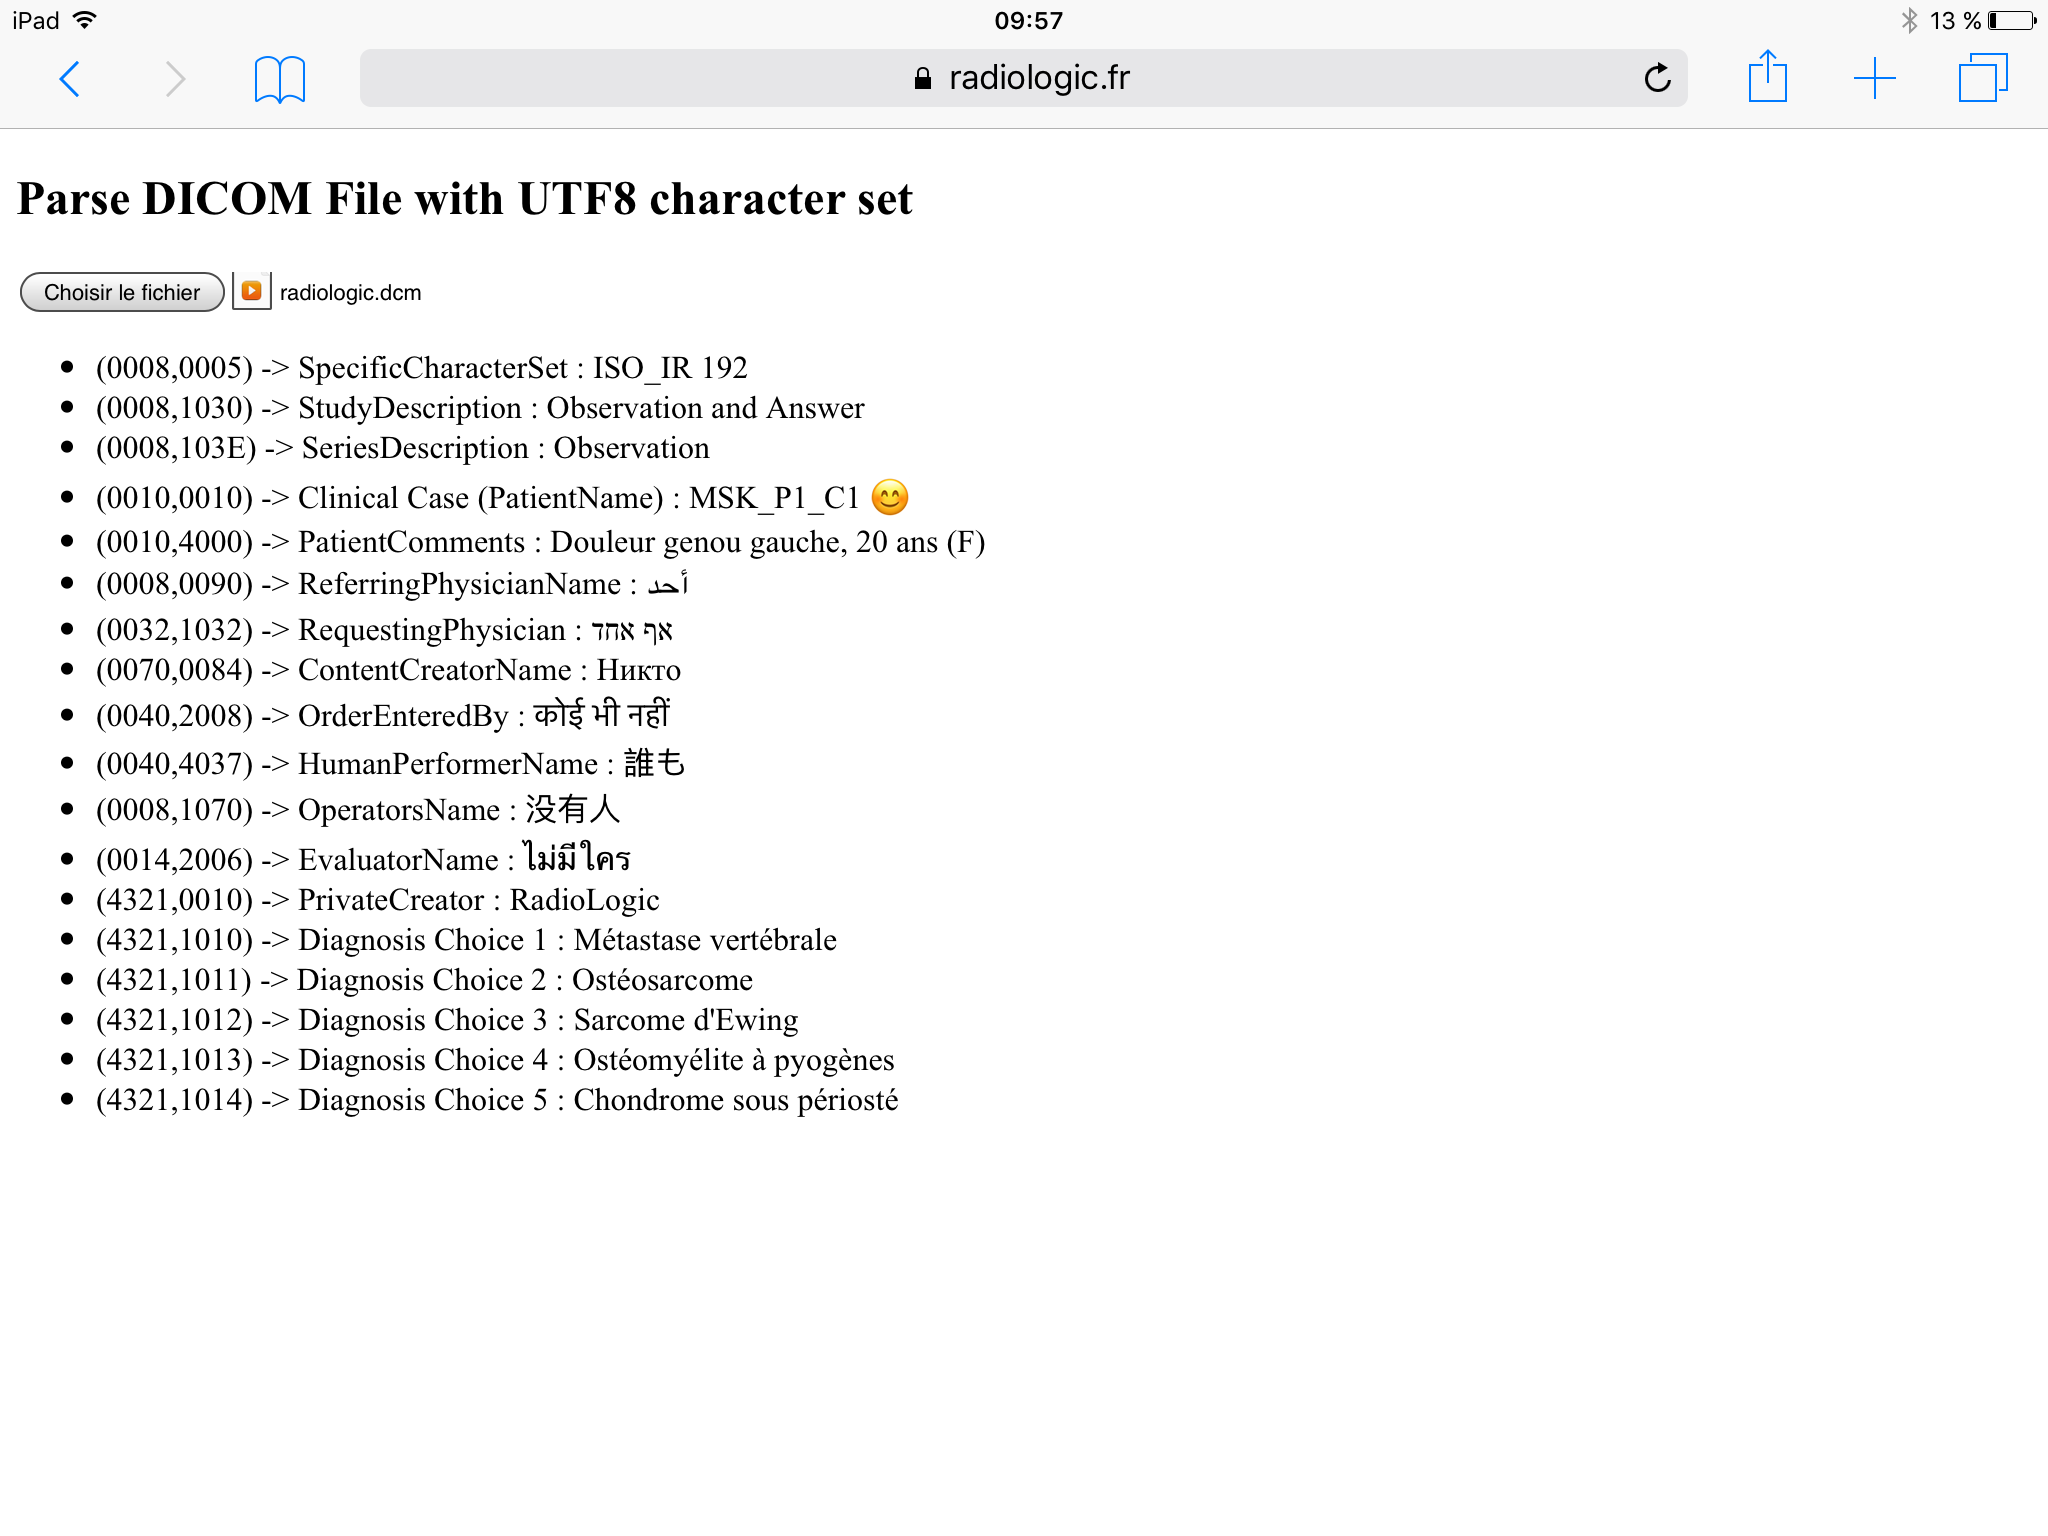 iPad 09:57 13 %
radiologic.fr
Parse DICOM File with UTF8 character set
Choisir le fichier radiologic.dcm
(0008,0005) -> SpecificCharacterSet : ISO_IR 192
(0008,1030) -> StudyDescription : Observation and Answer
(0008,103E) -> SeriesDescription : Observation
(0010,0010) -> Clinical Case (PatientName) : MSK_P1_C1 😊
(0010,4000) -> PatientComments : Douleur genou gauche, 20 ans (F)
(0008,0090) -> ReferringPhysicianName : أحد
(0032,1032) -> RequestingPhysician : אף אחד
(0070,0084) -> ContentCreatorName : Никто
(0040,2008) -> OrderEnteredBy : कोई भी नहीं
(0040,4037) -> HumanPerformerName : 誰も
(0008,1070) -> OperatorsName : 没有人
(0014,2006) -> EvaluatorName : ไม่มีใคร
(4321,0010) -> PrivateCreator : RadioLogic
(4321,1010) -> Diagnosis Choice 1 : Métastase vertébrale
(4321,1011) -> Diagnosis Choice 2 : Ostéosarcome
(4321,1012) -> Diagnosis Choice 3 : Sarcome d'Ewing
(4321,1013) -> Diagnosis Choice 4 : Ostéomyélite à pyogènes
(4321,1014) -> Diagnosis Choice 5 : Chondrome sous périosté